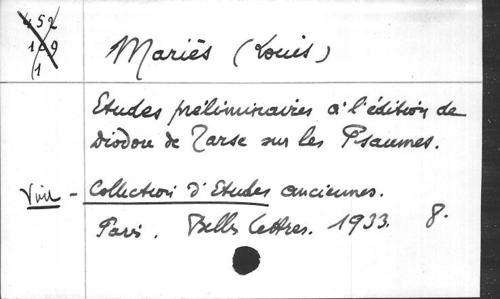 452
109
1
Mariès (Louis)
Etudes préliminaires à l'édition de
Diodore de Tarse sur les Psaumes.
Voir - Collection d'Etudes anciennes.
Paris. Belles Lettres. 1933. 8.